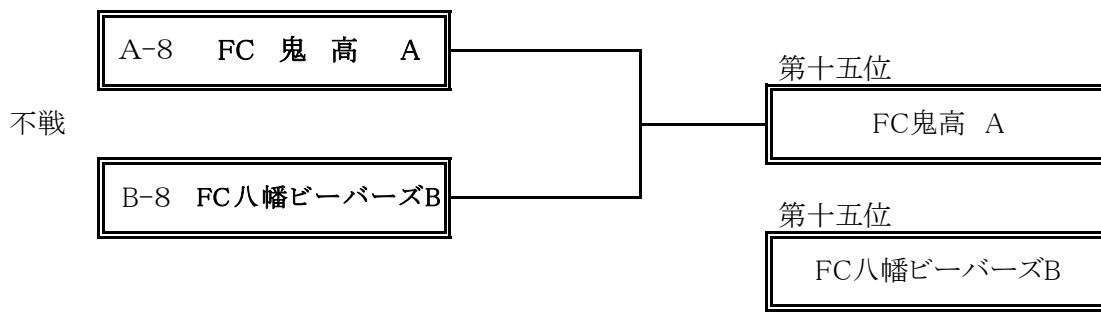 A-8 FC 鬼 高 A
第十五位
不戦
FC鬼高 A
B-8 FC八幡ビーバーズB
第十五位
FC八幡ビーバーズB